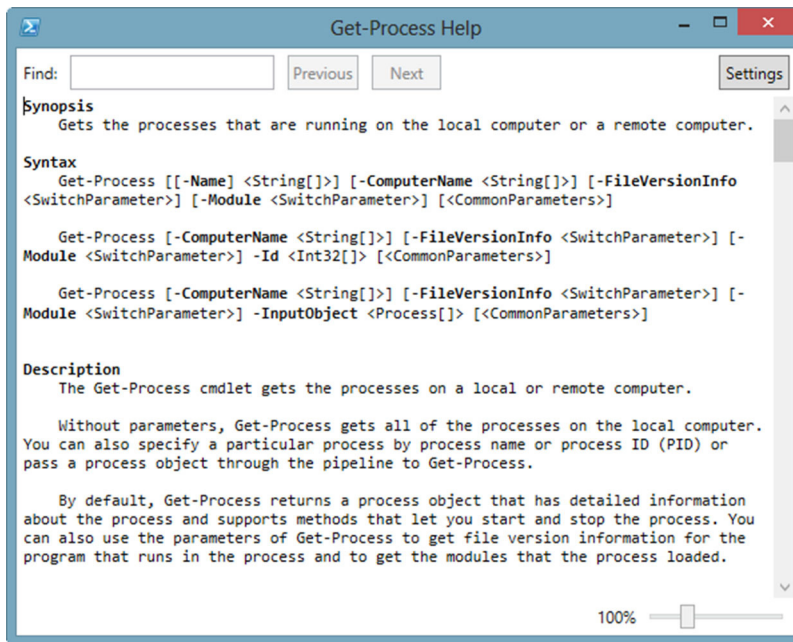 Get-Process Help
Find:
Previous
Next
Settings
Synopsis
Gets the processes that are running on the local computer or a remote computer.
Syntax
Get-Process [[-Name] <String[]>] [-ComputerName <String[]>] [-FileVersionInfo
<SwitchParameter>] [-Module <SwitchParameter>] [<CommonParameters>]
Get-Process [-ComputerName <String[]>] [-FileVersionInfo <SwitchParameter>] [-
Module <SwitchParameter>] -Id <Int32[]> [<CommonParameters>]
Get-Process [-ComputerName <String[]>] [-FileVersionInfo <SwitchParameter>] [-
Module <SwitchParameter>] -InputObject <Process[]> [<CommonParameters>]
Description
The Get-Process cmdlet gets the processes on a local or remote computer.
Without parameters, Get-Process gets all of the processes on the local computer.
You can also specify a particular process by process name or process ID (PID) or
pass a process object through the pipeline to Get-Process.
By default, Get-Process returns a process object that has detailed information
about the process and supports methods that let you start and stop the process. You
can also use the parameters of Get-Process to get file version information for the
program that runs in the process and to get the modules that the process loaded.
100%